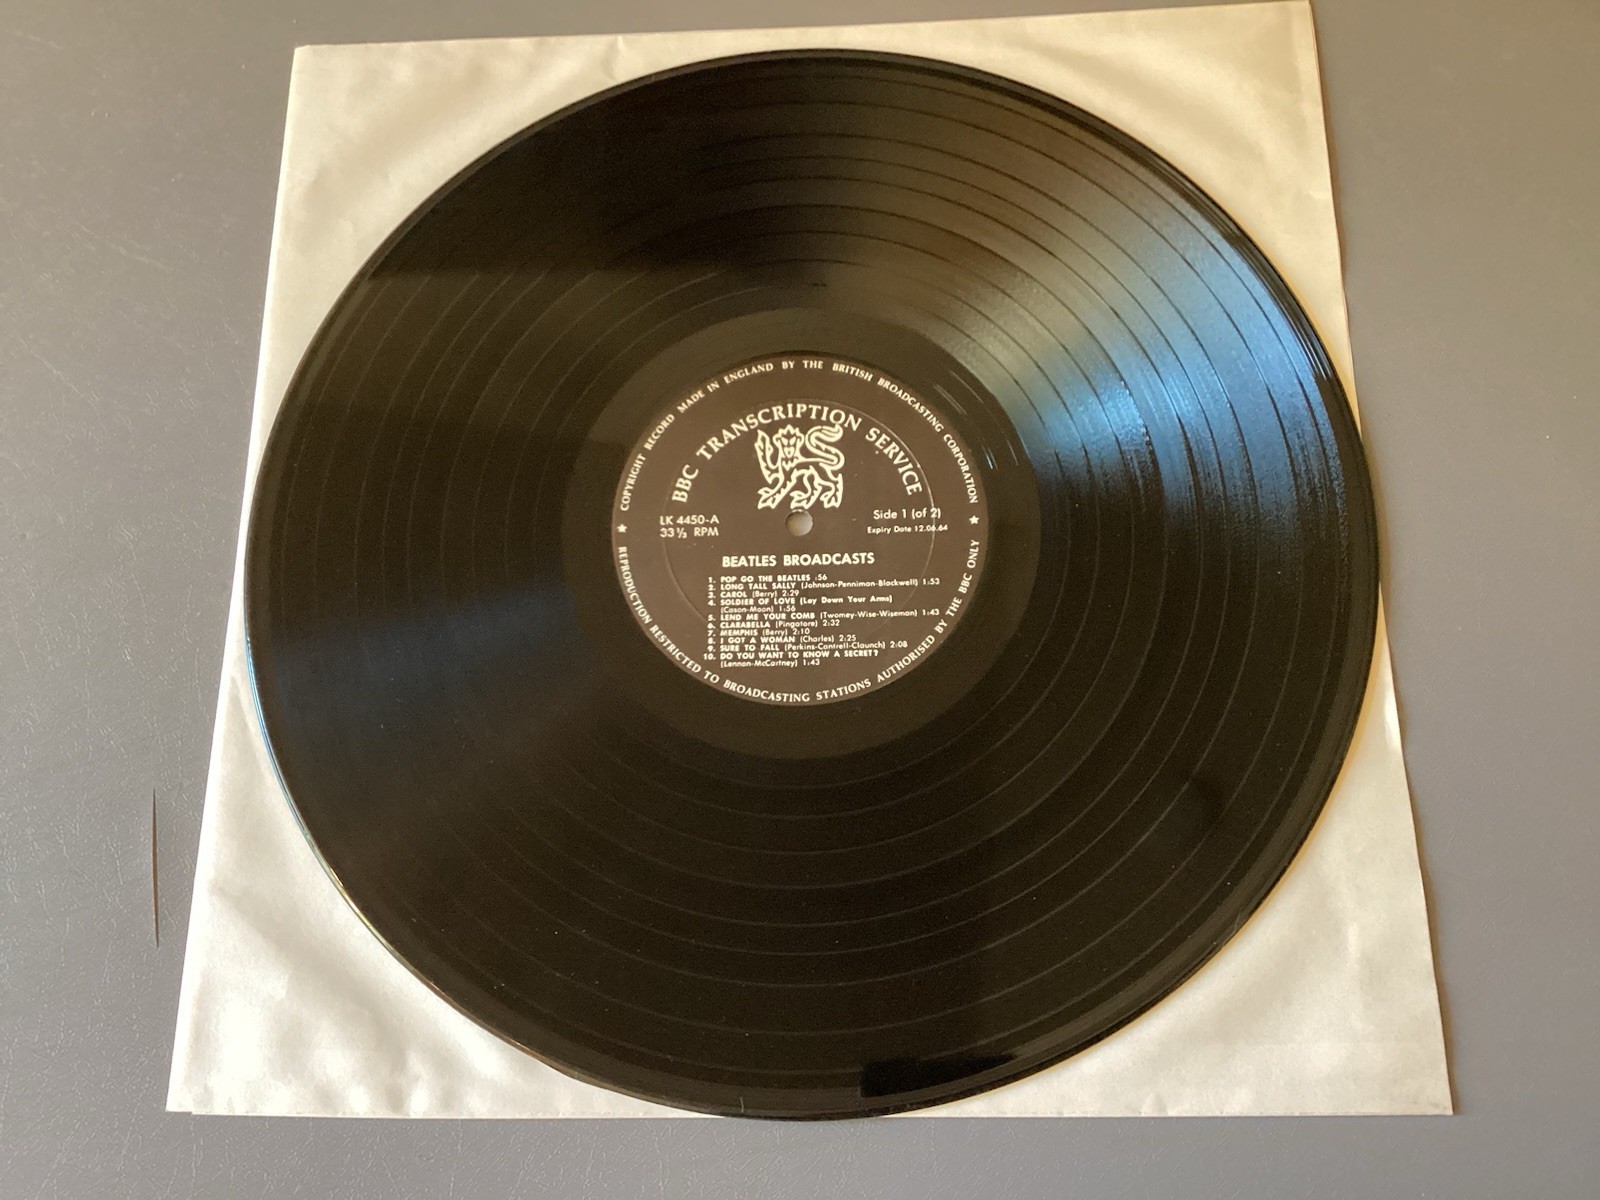 ★ COPYRIGHT RECORD MADE IN ENGLAND BY THE BRITISH BROADCASTING CORPORATION ★
BBC TRANSCRIPTION SERVICE
LK 4450-A
33⅓ RPM
Side 1 (of 2)
Expiry Date 12.06.64
BEATLES BROADCASTS
1. POP GO THE BEATLES :56
2. LONG TALL SALLY (Johnson-Penniman-Blackwell) 1:53
3. CAROL (Berry) 2:29
4. SOLDIER OF LOVE (Lay Down Your Arms)
(Cason-Moon) 1:56
5. LEND ME YOUR COMB (Twomey-Wise-Wiseman) 1:43
6. CLARABELLA (Pingatore) 2:32
7. MEMPHIS (Berry) 2:10
8. I GOT A WOMAN (Charles) 2:25
9. SURE TO FALL (Perkins-Cantrell-Claunch) 2:08
10. DO YOU WANT TO KNOW A SECRET?
(Lennon-McCartney) 1:43
REPRODUCTION RESTRICTED TO BROADCASTING STATIONS AUTHORISED BY THE BBC ONLY